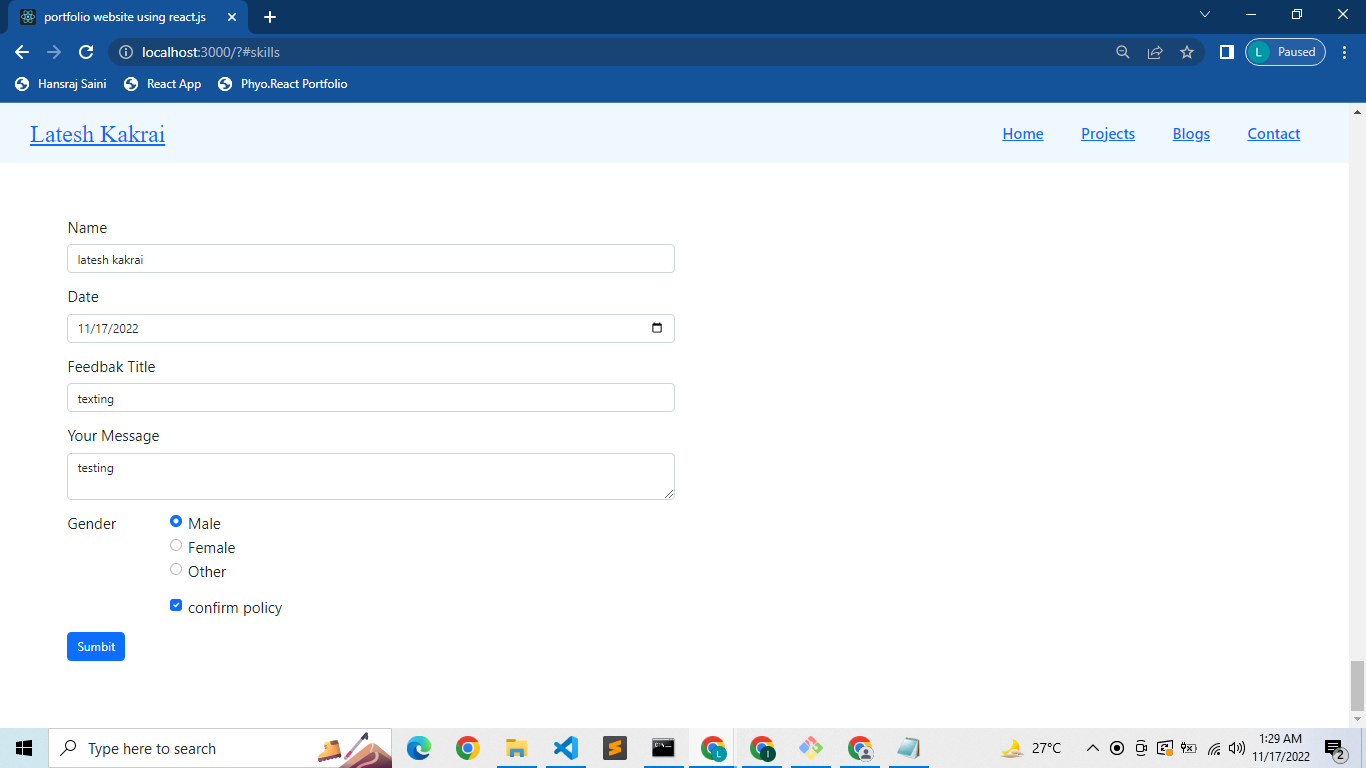 portfolio website using react.js
localhost:3000/?#skills
L Paused
Hansraj Saini React App Phyo.React Portfolio
Latesh Kakrai Home Projects Blogs Contact
Name
latesh kakrai
Date
11/17/2022
Feedbak Title
texting
Your Message
testing
Gender Male
Female
Other
confirm policy
Sumbit
Type here to search 27°C 1:29 AM
11/17/2022 2